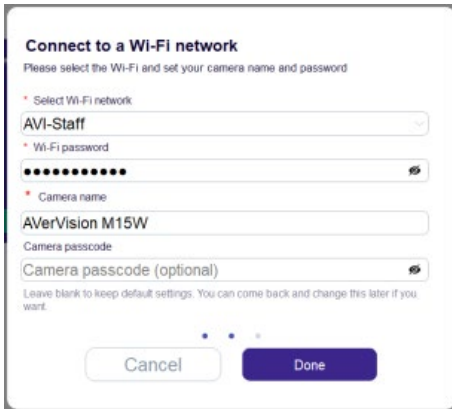 Connect to a Wi-Fi network
Please select the Wi-Fi and set your camera name and password
* Select Wi-Fi network
AVI-Staff
* Wi-Fi password
●●●●●●●●●●●
* Camera name
AVerVision M15W
Camera passcode
Camera passcode (optional)
Leave blank to keep default settings. You can come back and change this later if you
want.
Cancel
Done